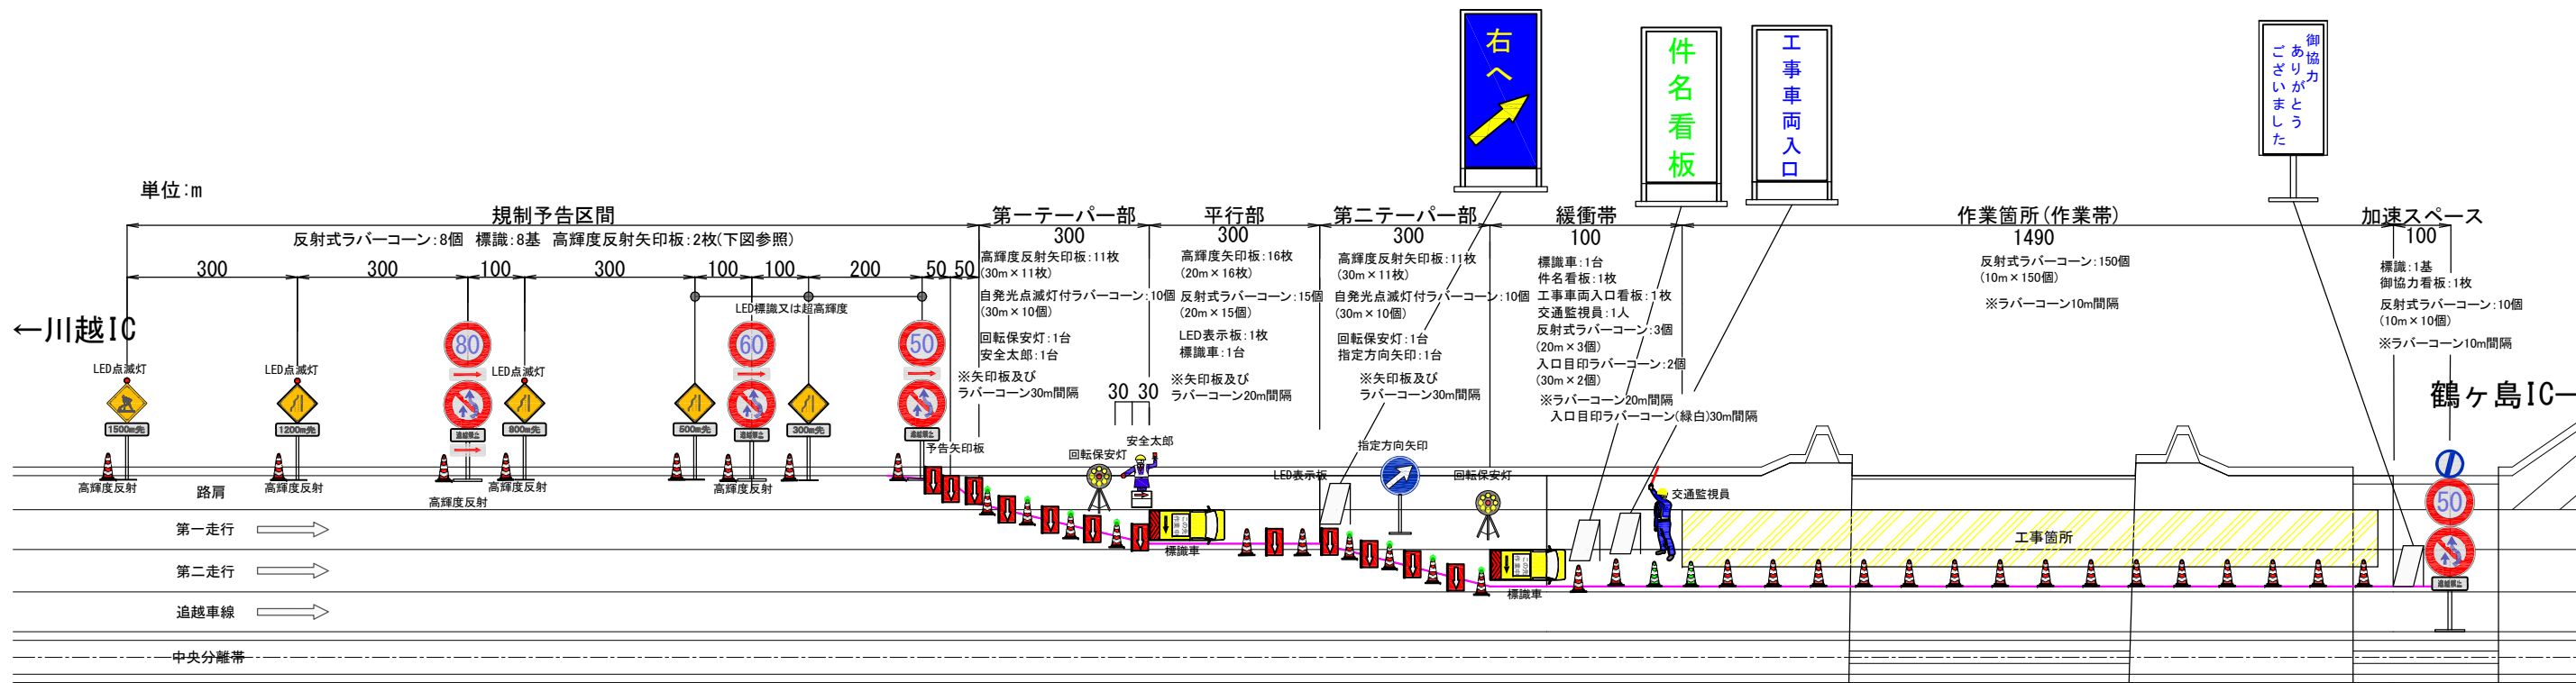 右へ
件名看板
工事車両入口
御協力
ありがとう
ございました
単位:m
規制予告区間
反射式ラバーコーン:8個 標識:8基 高輝度反射矢印板:2枚(下図参照)
300 300 100 300 100 100 200 50 50
LED標識又は超高輝度
第一テーパー部
300
高輝度反射矢印板:11枚
(30m×11枚)
自発光点滅灯付ラバーコーン:10個
(30m×10個)
回転保安灯:1台
安全太郎:1台
※矢印板及び
ラバーコーン30m間隔
30 30
平行部
300
高輝度矢印板:16枚
(20m×16枚)
反射式ラバーコーン:15個
(20m×15個)
LED表示板:1枚
標識車:1台
※矢印板及び
ラバーコーン20m間隔
第二テーパー部
300
高輝度反射矢印板:11枚
(30m×11枚)
自発光点滅灯付ラバーコーン:10個
(30m×10個)
回転保安灯:1台
指定方向矢印:1台
※矢印板及び
ラバーコーン30m間隔
緩衝帯
100
標識車:1台
件名看板:1枚
工事車両入口看板:1枚
交通監視員:1人
反射式ラバーコーン:3個
(20m×3個)
入口目印ラバーコーン:2個
(30m×2個)
※ラバーコーン20m間隔
入口目印ラバーコーン(緑白)30m間隔
作業箇所(作業帯)
1490
反射式ラバーコーン:150個
(10m×150個)
※ラバーコーン10m間隔
加速スペース
100
標識:1基
御協力看板:1枚
反射式ラバーコーン:10個
(10m×10個)
※ラバーコーン10m間隔
←川越IC
鶴ヶ島IC
LED点滅灯
1500m先
高輝度反射
LED点滅灯
1200m先
高輝度反射
80
追越禁止
高輝度反射
LED点滅灯
800m先
高輝度反射
500m先
60
追越禁止
高輝度反射
300m先
50
追越禁止
予告矢印板
回転保安灯
安全太郎
標識車
LED表示板
指定方向矢印
回転保安灯
標識車
交通監視員
工事箇所
50
追越禁止
路肩
第一走行
第二走行
追越車線
中央分離帯